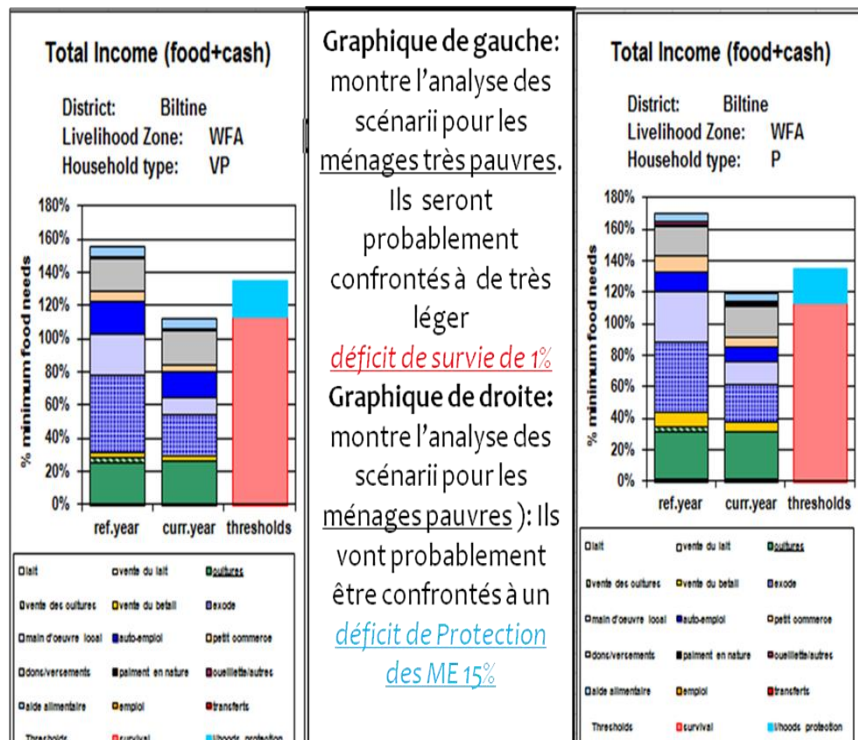 Total Income (food+cash)
District: Biltine
Livelihood Zone: WFA
Household type: VP
180%
160%
140%
120%
100%
80%
60%
40%
20%
0%
% minimum food needs
ref.year curr.year thresholds
lait vente du lait cultures
vente des cultures vente du betail exode
main d'oeuvre local auto-emploi petit commerce
dons/versements paiment en nature
aide alimentaire emploi transferts
Thresholds survival l/hoods protection
Graphique de gauche:
montre l'analyse des
scénarii pour les
ménages très pauvres.
Ils seront
probablement
confrontés à de très
léger
déficit de survie de 1%
Graphique de droite:
montre l'analyse des
scénarii pour les
ménages pauvres ): Ils
vont probablement
être confrontés à un
déficit de Protection
des ME 15%
Total Income (food+cash)
District: Biltine
Livelihood Zone: WFA
Household type: P
180%
160%
140%
120%
100%
80%
60%
40%
20%
0%
% minimum food needs
ref.year curr.year thresholds
lait vente du lait cultures
vente des cultures vente du betail exode
main d'oeuvre local auto-emploi petit commerce
dons/versements paiment en nature
aide alimentaire emploi transferts
Thresholds survival l/hoods protection